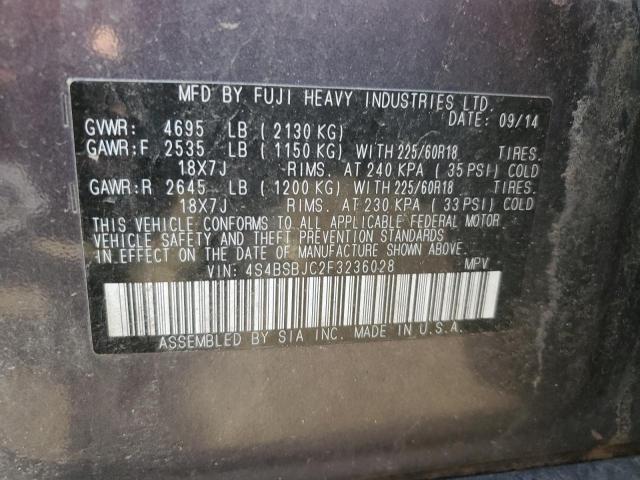 MFD BY FUJI HEAVY INDUSTRIES LTD.
DATE: 09/14
GVWR: 4695 LB (2130 KG)
GAWR:F 2535 LB (1150 KG) WITH 225/60R18 TIRES.
18X7J RIMS. AT 240 KPA (35 PSI) COLD
GAWR:R 2645 LB (1200 KG) WITH 225/60R18 TIRES.
18X7J RIMS. AT 230 KPA (33 PSI) COLD
THIS VEHICLE CONFORMS TO ALL APPLICABLE FEDERAL MOTOR
VEHICLE SAFETY AND THEFT PREVENTION STANDARDS
IN EFFECT ON THE DATE OF MANUFACTURE SHOWN ABOVE.
VIN: 4S4BSBJC2F3236028 MPV
ASSEMBLED BY SIA INC. MADE IN U.S.A.